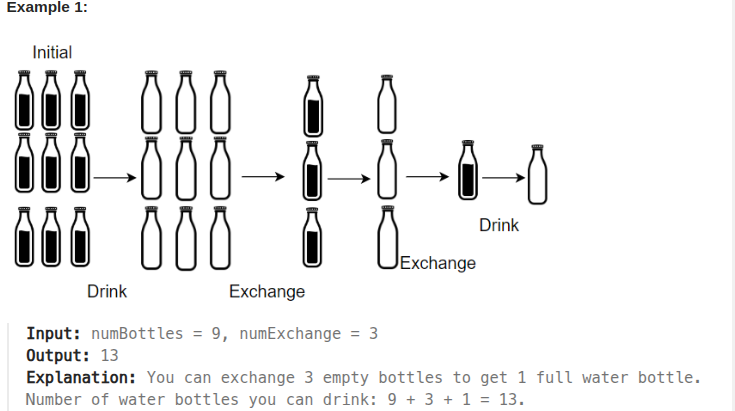 Example 1:
Initial
Drink
Exchange
Drink
Exchange
Input: numBottles = 9, numExchange = 3
Output: 13
Explanation: You can exchange 3 empty bottles to get 1 full water bottle.
Number of water bottles you can drink: 9 + 3 + 1 = 13.